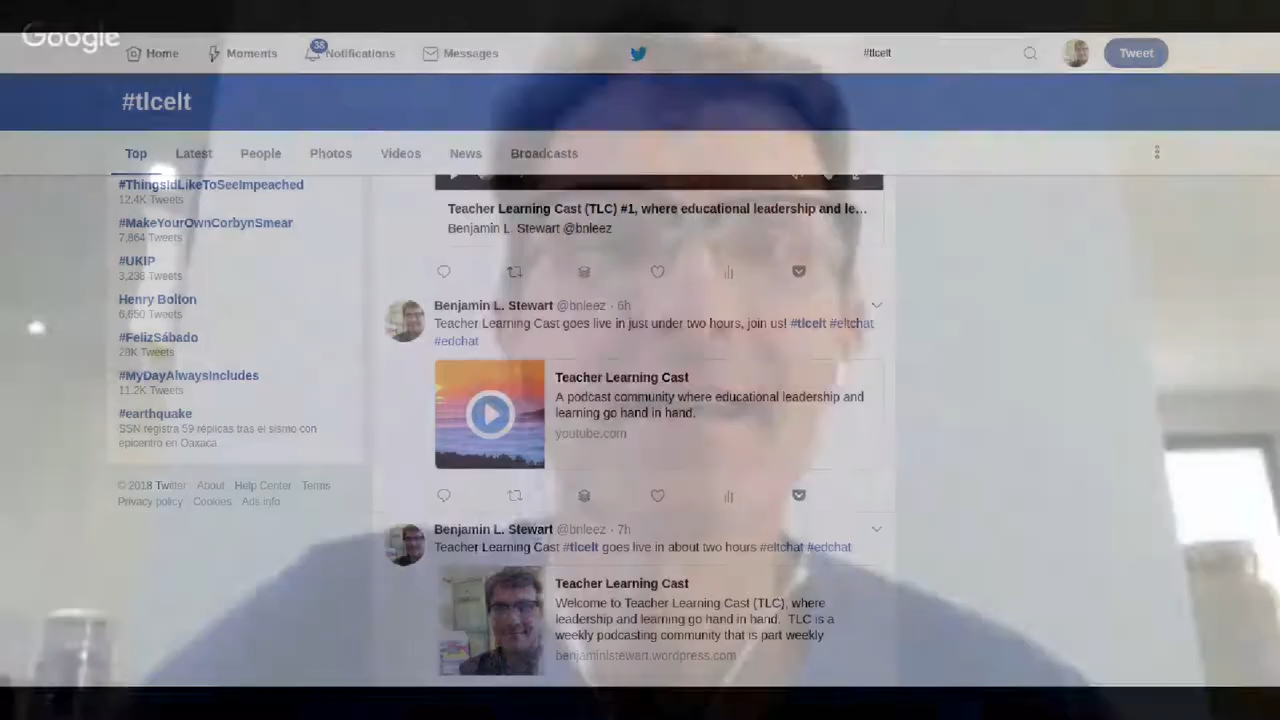 Google
Home Moments 38 Notifications Messages #tlcelt Tweet
#tlcelt
Top Latest People Photos Videos News Broadcasts
#ThingsIdLikeToSeeImpeached
12.4K Tweets
#MakeYourOwnCorbynSmear
7,864 Tweets
#UKIP
3,238 Tweets
Henry Bolton
6,650 Tweets
#FelizSábado
28K Tweets
#MyDayAlwaysIncludes
11.2K Tweets
#earthquake
SSN registra 59 réplicas tras el sismo con
epicentro en Oaxaca
© 2018 Twitter About Help Center Terms
Privacy policy Cookies Ads info
Teacher Learning Cast (TLC) #1, where educational leadership and le...
Benjamin L. Stewart @bnleez
Benjamin L. Stewart @bnleez · 6h
Teacher Learning Cast goes live in just under two hours, join us! #tlcelt #eltchat
#edchat
Teacher Learning Cast
A podcast community where educational leadership and
learning go hand in hand.
youtube.com
Benjamin L. Stewart @bnleez · 7h
Teacher Learning Cast #tlcelt goes live in about two hours #eltchat #edchat
Teacher Learning Cast
Welcome to Teacher Learning Cast (TLC), where
leadership and learning go hand in hand. TLC is a
weekly podcasting community that is part weekly
benjaminlstewart.wordpress.com